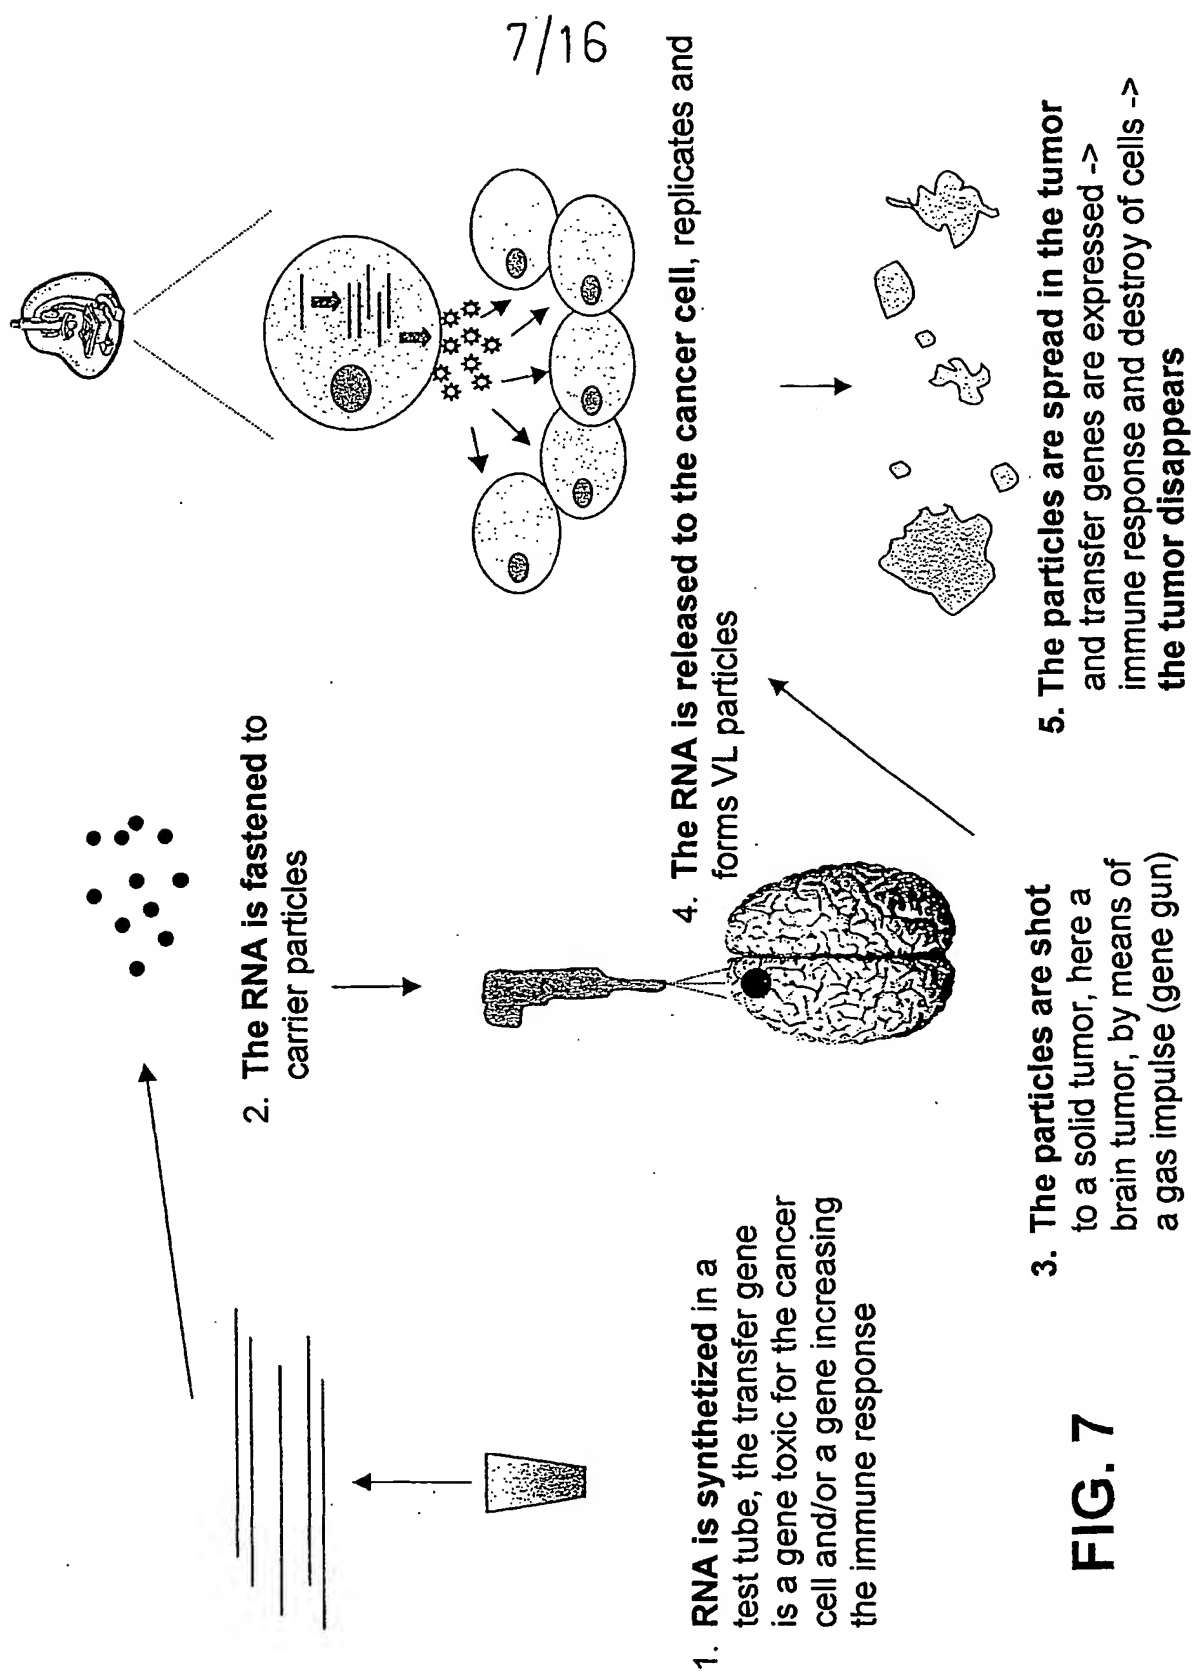 7/16
1. RNA is synthetized in a
test tube, the transfer gene
is a gene toxic for the cancer
cell and/or a gene increasing
the immune response
2. The RNA is fastened to
carrier particles
3. The particles are shot
to a solid tumor, here a
brain tumor, by means of
a gas impulse (gene gun)
4. The RNA is released to the cancer cell, replicates and
forms VL particles
5. The particles are spread in the tumor
and transfer genes are expressed ->
immune response and destroy of cells ->
the tumor disappears
FIG. 7